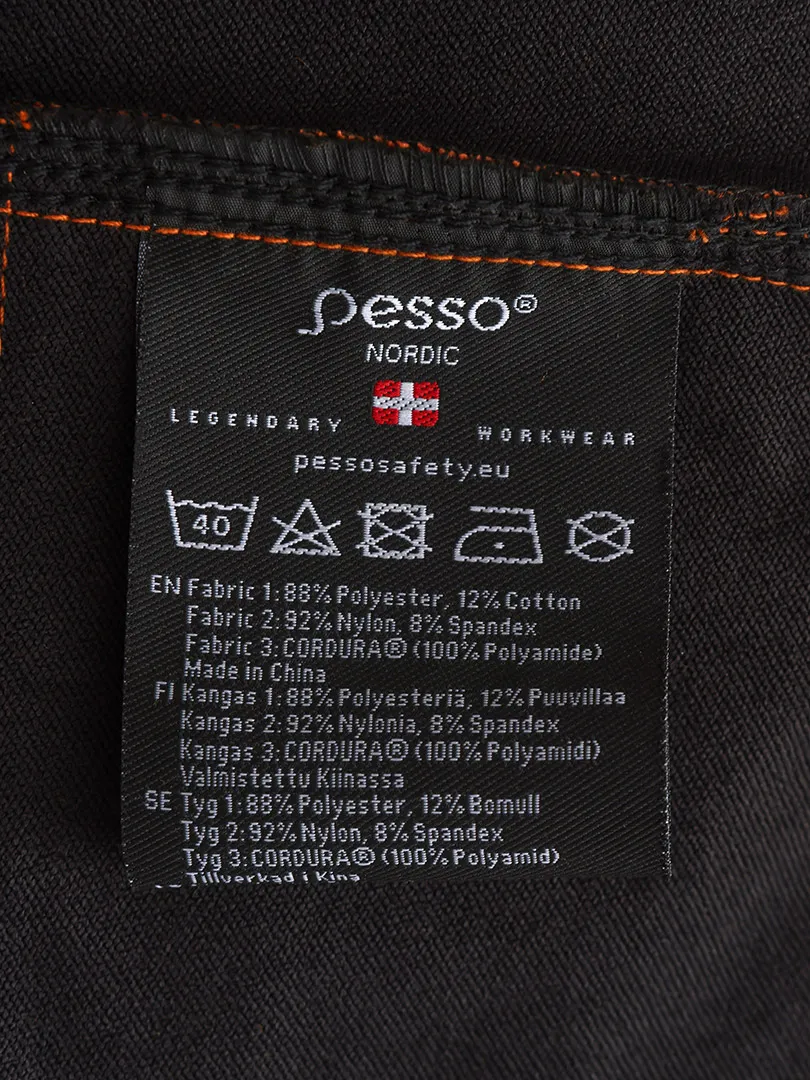 pesso®
NORDIC
LEGENDARY WORKWEAR
pessosafety.eu
40
EN Fabric 1:88% Polyester, 12% Cotton
Fabric 2:92% Nylon, 8% Spandex
Fabric 3:CORDURA® (100% Polyamide)
Made in China
FI Kangas 1:88% Polyesteriä, 12% Puuvillaa
Kangas 2:92% Nylonia, 8% Spandex
Kangas 3:CORDURA® (100% Polyamidi)
Valmistettu Kiinassa
SE Tyg 1:88% Polyester, 12% Bomull
Tyg 2:92% Nylon, 8% Spandex
Tyg 3:CORDURA® (100% Polyamid)
Tillverkad i Kina